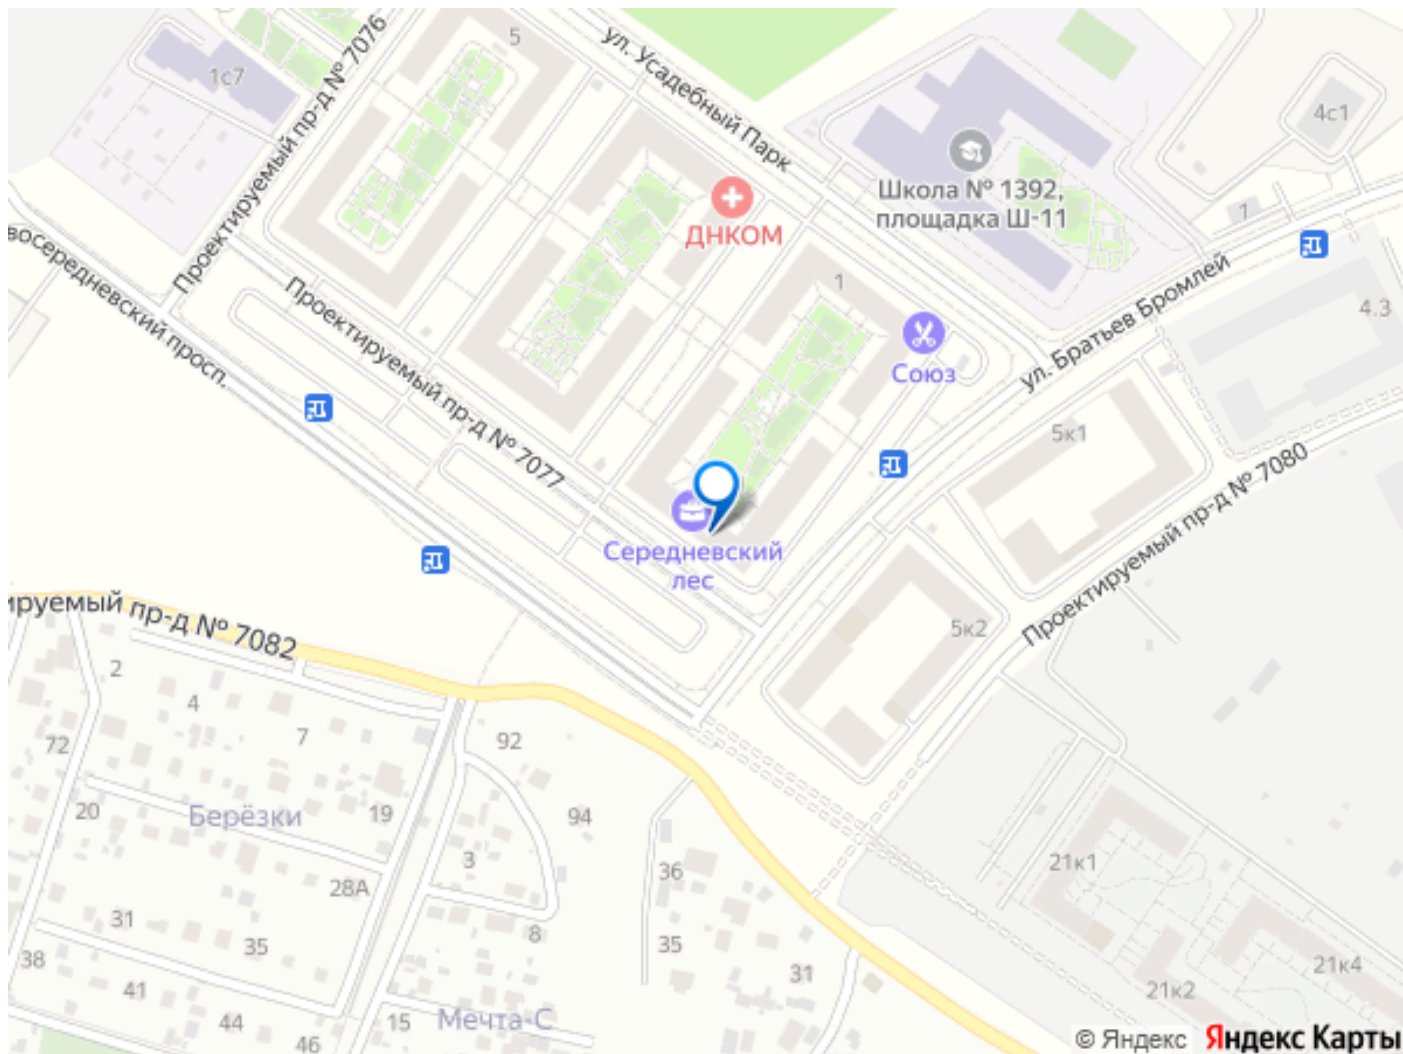 5
ул. Усадебный Парк
Проектируемый пр-д № 7076
1с7
4с1
Школа № 1392,
площадка Ш-11
ДНКОМ
1
1
4.3
ул. Братьев Бромлей
восередневский просп.
Проектируемый пр-д № 7077
Союз
5к1
Проектируемый пр-д № 7080
Середневский
лес
5к2
ируемый пр-д № 7082
2
4
7
72
92
20
Берёзки
19
94
3
36
28А
21к1
31
35
8
35
38
31
21к4
41
21к2
44
15
Мечта-С
46
© Яндекс Яндекс Карты